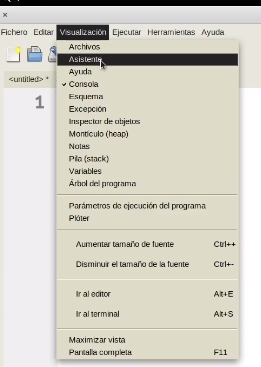 Fichero Editar Visualización Ejecutar Herramientas Ayuda
Archivos
Asistente
Ayuda
<untitled> *
✓ Consola
Esquema
1
Excepción
Inspector de objetos
Montículo (heap)
Notas
Pila (stack)
Variables
Árbol del programa
Parámetros de ejecución del programa
Plóter
Aumentar tamaño de fuente Ctrl++
Disminuir el tamaño de la fuente Ctrl+-
Ir al editor Alt+E
Ir al terminal Alt+S
Maximizar vista
Pantalla completa F11